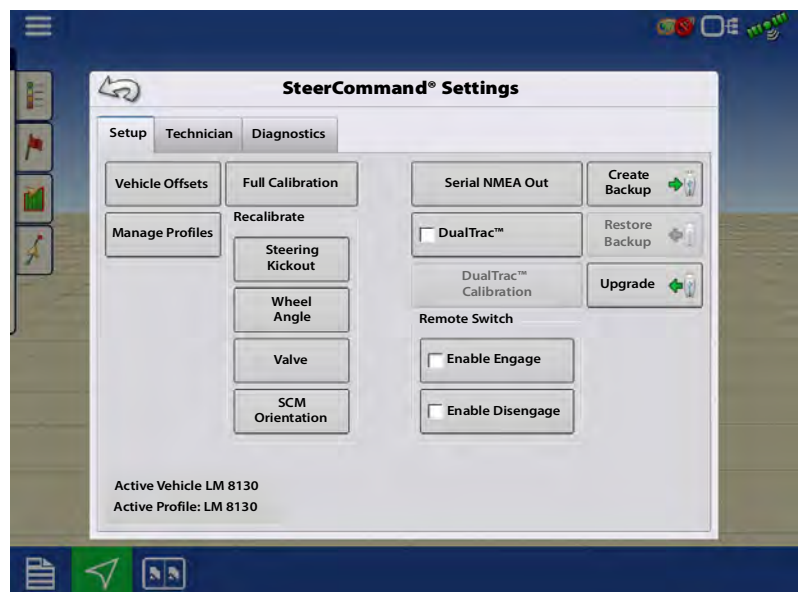 SteerCommand® Settings
Setup
Technician
Diagnostics
Vehicle Offsets
Full Calibration
Serial NMEA Out
Create
Backup
Manage Profiles
Recalibrate
Steering
Kickout
DualTrac™
Restore
Backup
Wheel
Angle
DualTrac™
Calibration
Upgrade
Remote Switch
Valve
Enable Engage
SCM
Orientation
Enable Disengage
Active Vehicle LM 8130
Active Profile: LM 8130